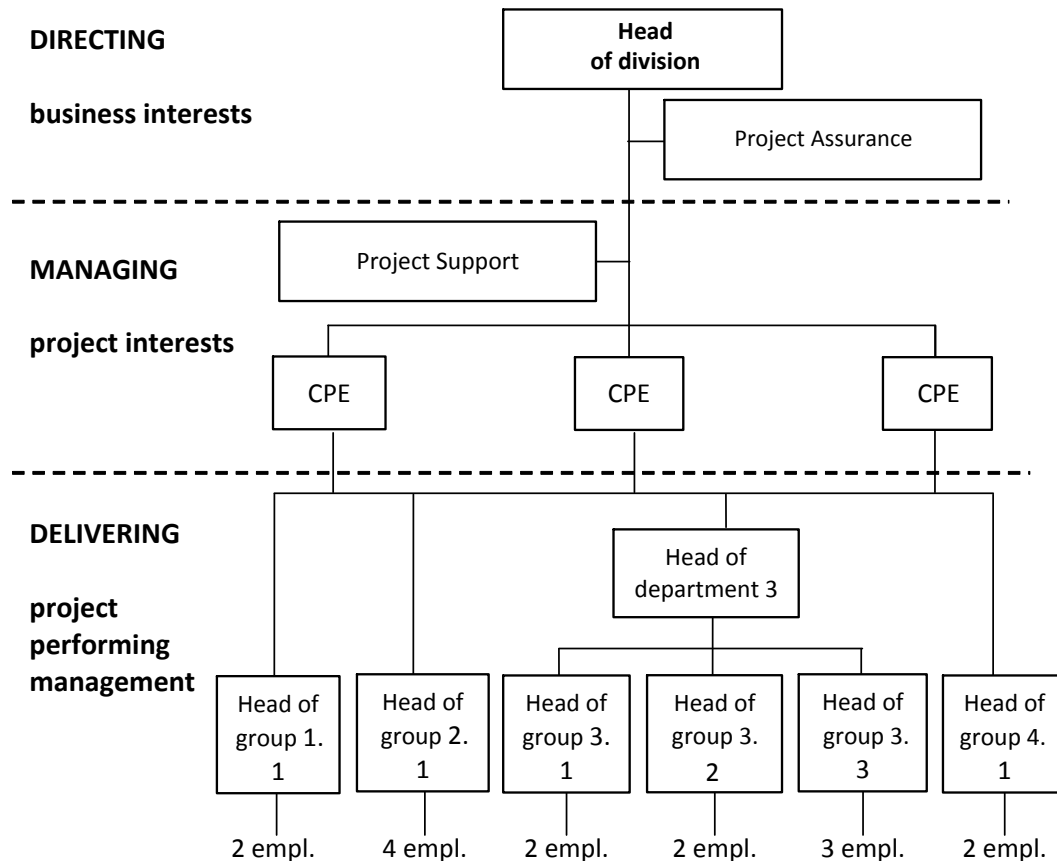 DIRECTING
business interests
Head
of division
Project Assurance
MANAGING
project interests
Project Support
CPE
CPE
CPE
DELIVERING
project
performing
management
Head of
department 3
Head of
group 1.
1
Head of
group 2.
1
Head of
group 3.
1
Head of
group 3.
2
Head of
group 3.
3
Head of
group 4.
1
2 empl.
4 empl.
2 empl.
2 empl.
3 empl.
2 empl.